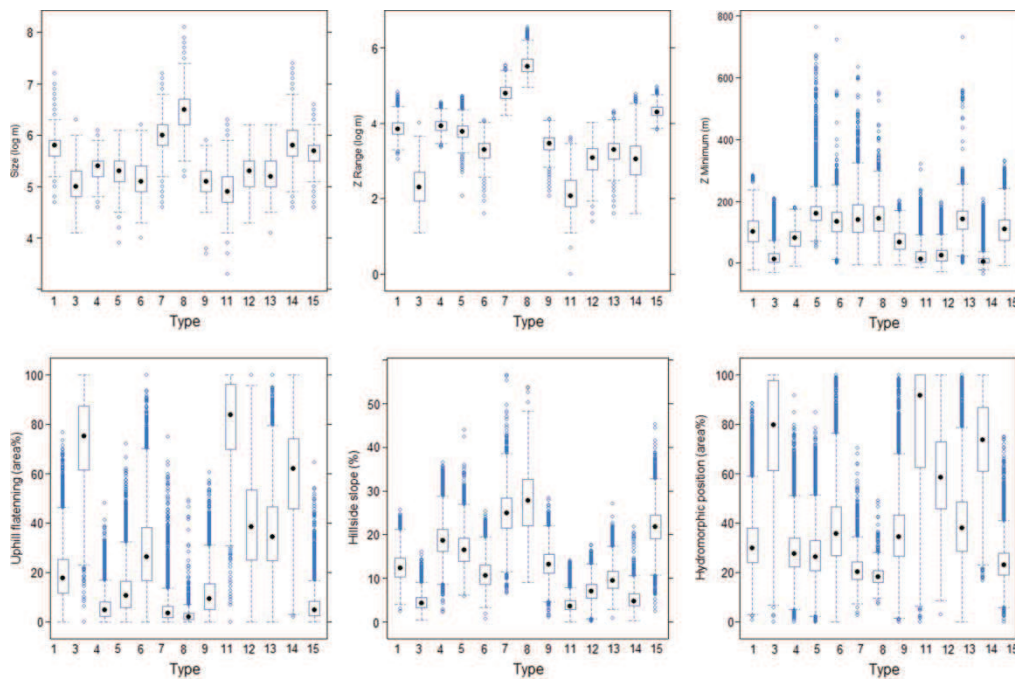 8
7
6
5
4
Size (log m)
1 3 4 5 6 7 8 9 11 12 13 14 15
Type
6
4
2
0
Z Range (log m)
1 3 4 5 6 7 8 9 11 12 13 14 15
Type
800
600
400
200
0
Z Minimum (m)
1 3 4 5 6 7 8 9 11 12 13 14 15
Type
100
80
60
40
20
0
Uphill flatenning (area%)
1 3 4 5 6 7 8 9 11 12 13 14 15
Type
50
40
30
20
10
0
Hillside slope (%)
1 3 4 5 6 7 8 9 11 12 13 14 15
Type
100
80
60
40
20
0
Hydromorphic position (area%)
1 3 4 5 6 7 8 9 11 12 13 14 15
Type